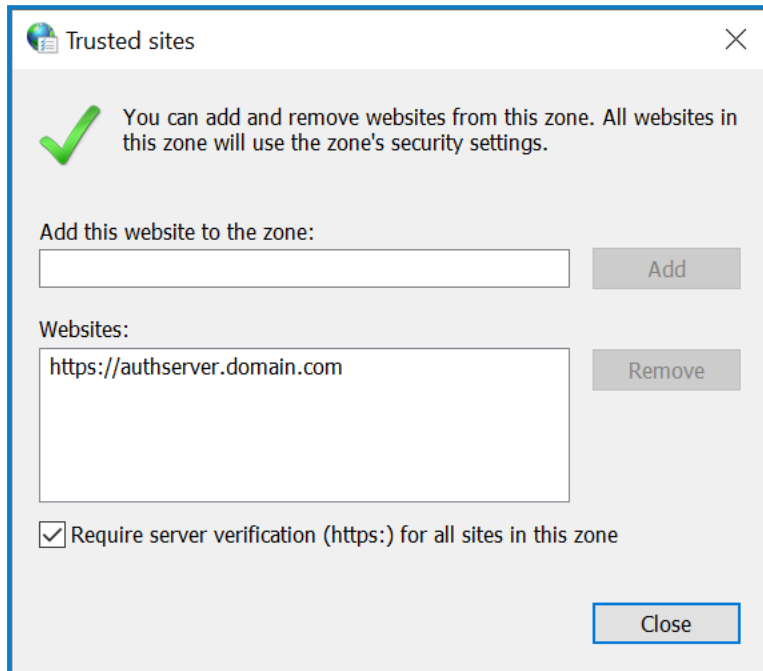 Trusted sites
You can add and remove websites from this zone. All websites in
this zone will use the zone's security settings.
Add this website to the zone:
Add
Websites:
https://authserver.domain.com
Remove
Require server verification (https:) for all sites in this zone
Close